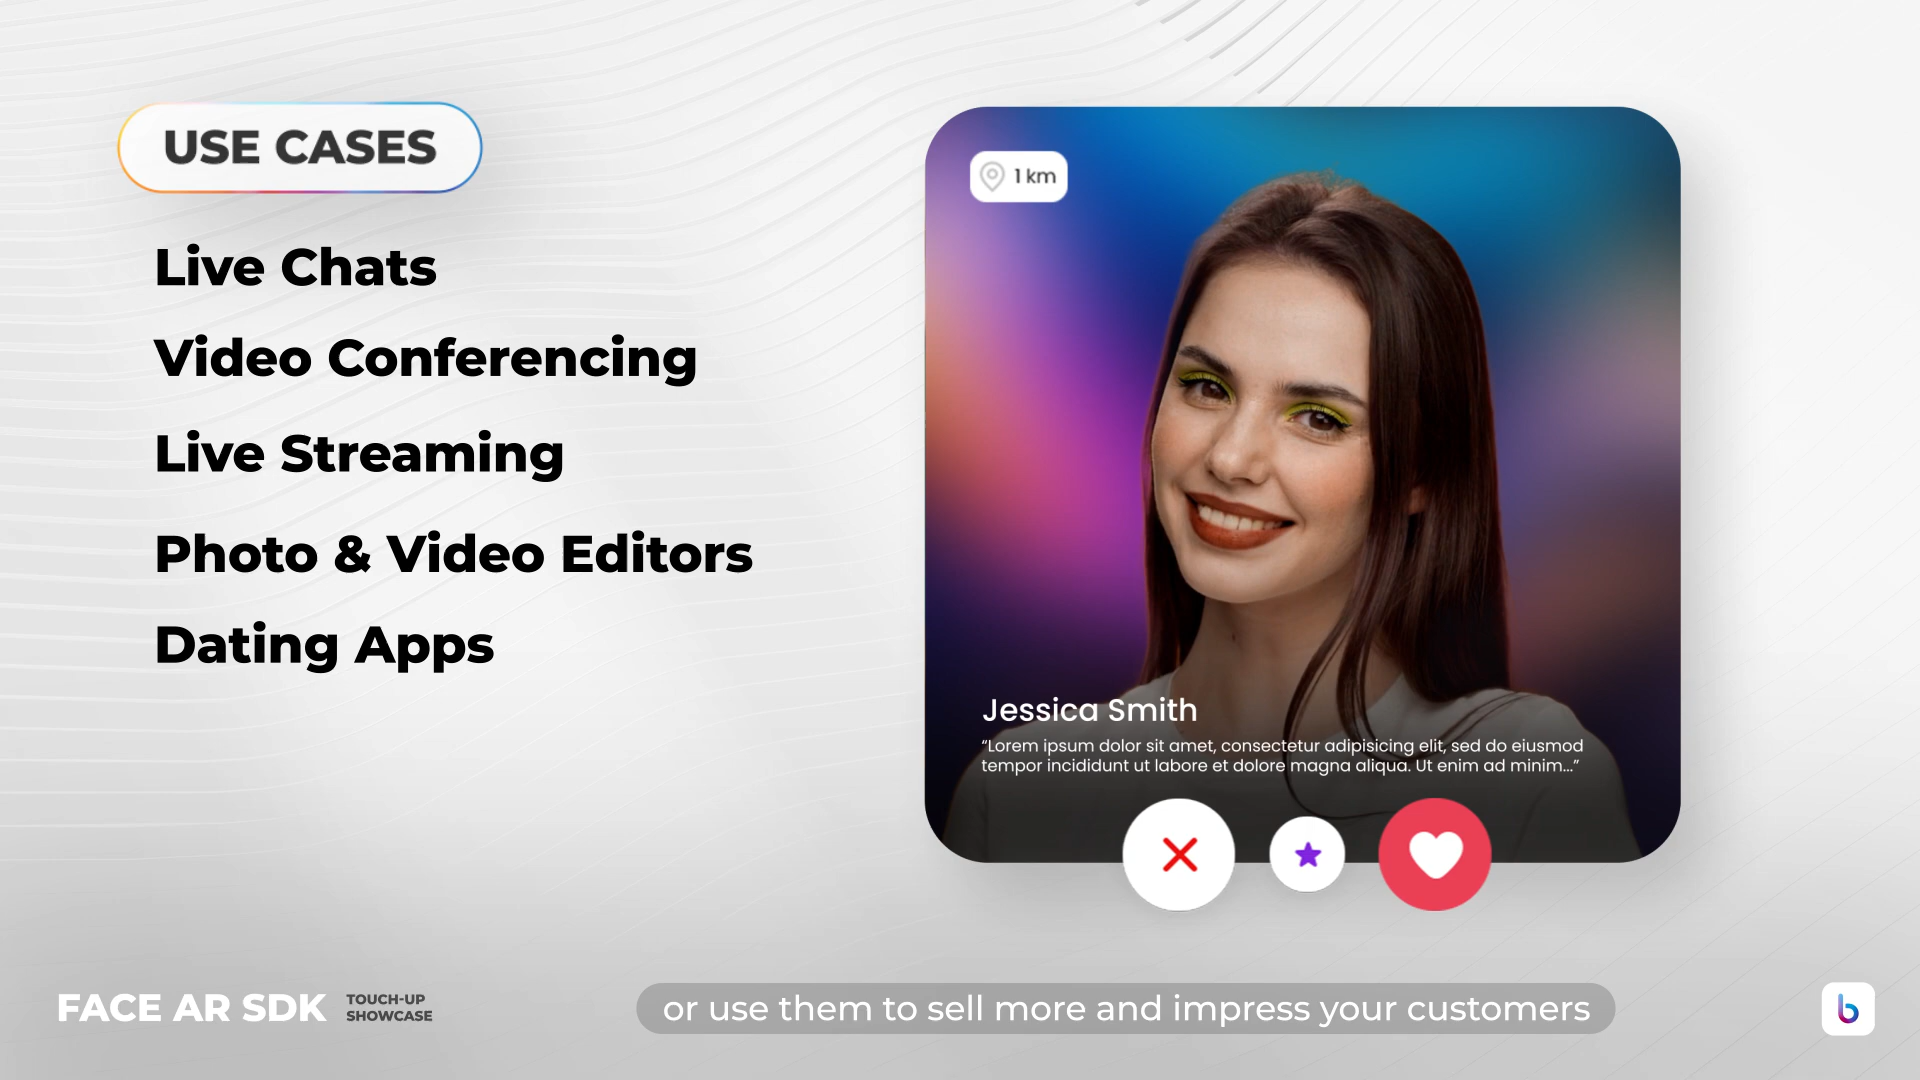 USE CASES
Live Chats
Video Conferencing
Live Streaming
Photo & Video Editors
Dating Apps
1 km
Jessica Smith
“Lorem ipsum dolor sit amet, consectetur adipisicing elit, sed do eiusmod
tempor incididunt ut labore et dolore magna aliqua. Ut enim ad minim...”
FACE AR SDK
TOUCH-UP
SHOWCASE
or use them to sell more and impress your customers
b